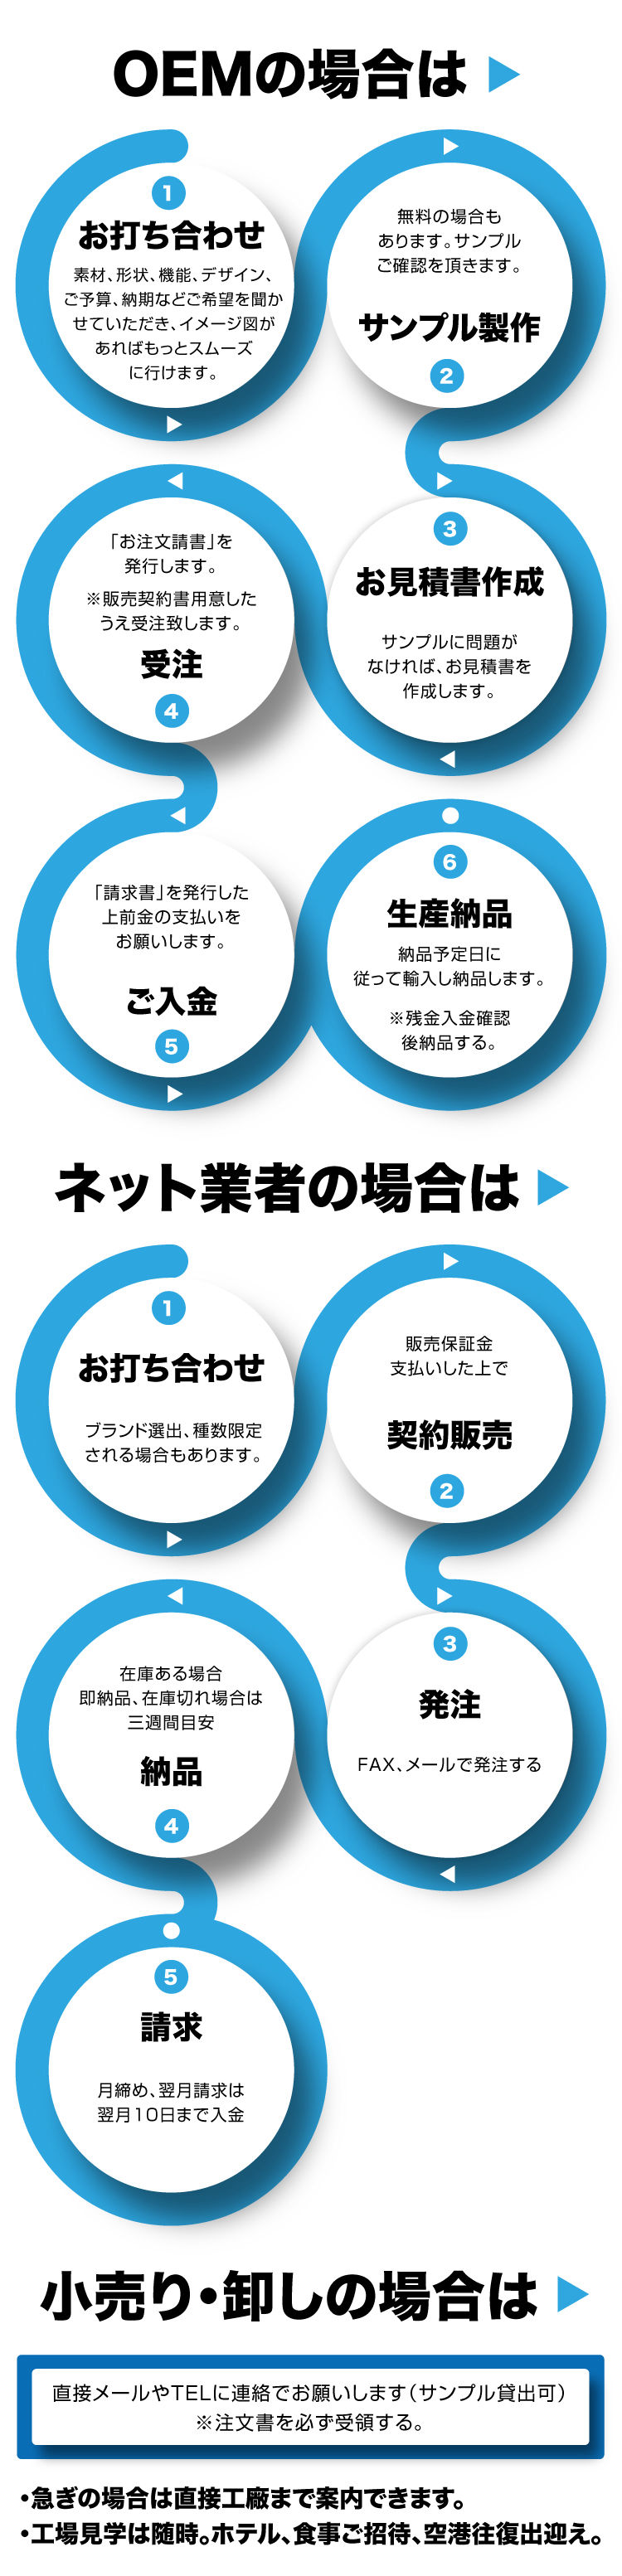 OEMの場合は
1
お打ち合わせ
素材、形状、機能、デザイン、
ご予算、納期などご希望を聞か
せていただき、イメージ図が
あればもっとスムーズ
に行けます。
無料の場合も
あります。サンプル
ご確認を頂きます。
サンプル製作
2
3
お見積書作成
サンプルに問題が
なければ、お見積書を
作成します。
「お注文請書」を
発行します。
※販売契約書用意した
うえ受注致します。
受注
4
「請求書」を発行した
上前金の支払いを
お願いします。
ご入金
5
6
生産納品
納品予定日に
従って輸入し納品します。
※残金入金確認
後納品する。
ネット業者の場合は
1
お打ち合わせ
ブランド選出、種数限定
される場合もあります。
販売保証金
支払いした上で
契約販売
2
3
発注
FAX、メールで発注する
在庫ある場合
即納品、在庫切れ場合は
三週間目安
納品
4
5
請求
月締め、翌月請求は
翌月10日まで入金
小売り・卸しの場合は
直接メールやTELに連絡でお願いします（サンプル貸出可）
※注文書を必ず受領する。
・急ぎの場合は直接工廠まで案内できます。
・工場見学は随時。ホテル、食事ご招待、空港往復出迎え。